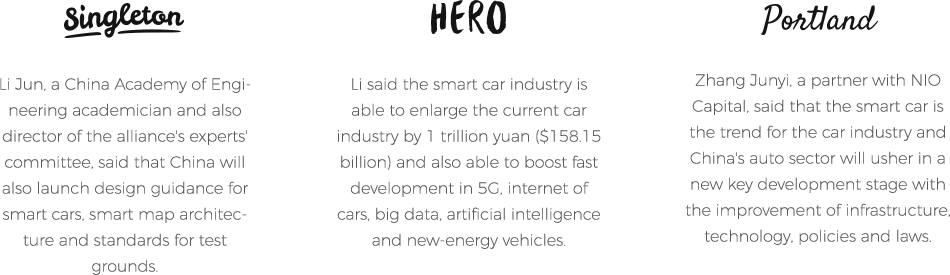 Singleton
Li Jun, a China Academy of Engi-
neering academician and also
director of the alliance's experts'
committee, said that China will
also launch design guidance for
smart cars, smart map architec-
ture and standards for test
grounds.
HERO
Li said the smart car industry is
able to enlarge the current car
industry by 1 trillion yuan ($158.15
billion) and also able to boost fast
development in 5G, internet of
cars, big data, artificial intelligence
and new-energy vehicles.
Portland
Zhang Junyi, a partner with NIO
Capital, said that the smart car is
the trend for the car industry and
China's auto sector will usher in a
new key development stage with
the improvement of infrastructure,
technology, policies and laws.